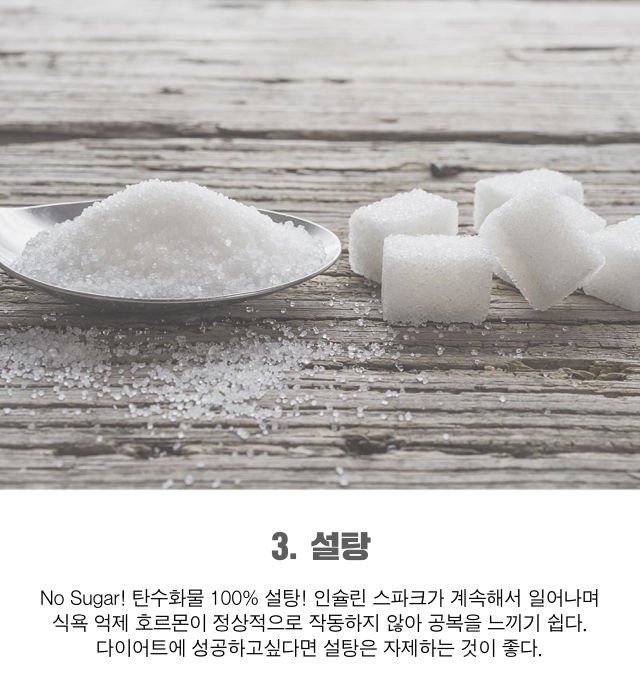 3. 설탕
No Sugar! 탄수화물 100% 설탕! 인슐린 스파크가 계속해서 일어나며
식욕 억제 호르몬이 정상적으로 작동하지 않아 공복을 느끼기 쉽다.
다이어트에 성공하고싶다면 설탕은 자제하는 것이 좋다.